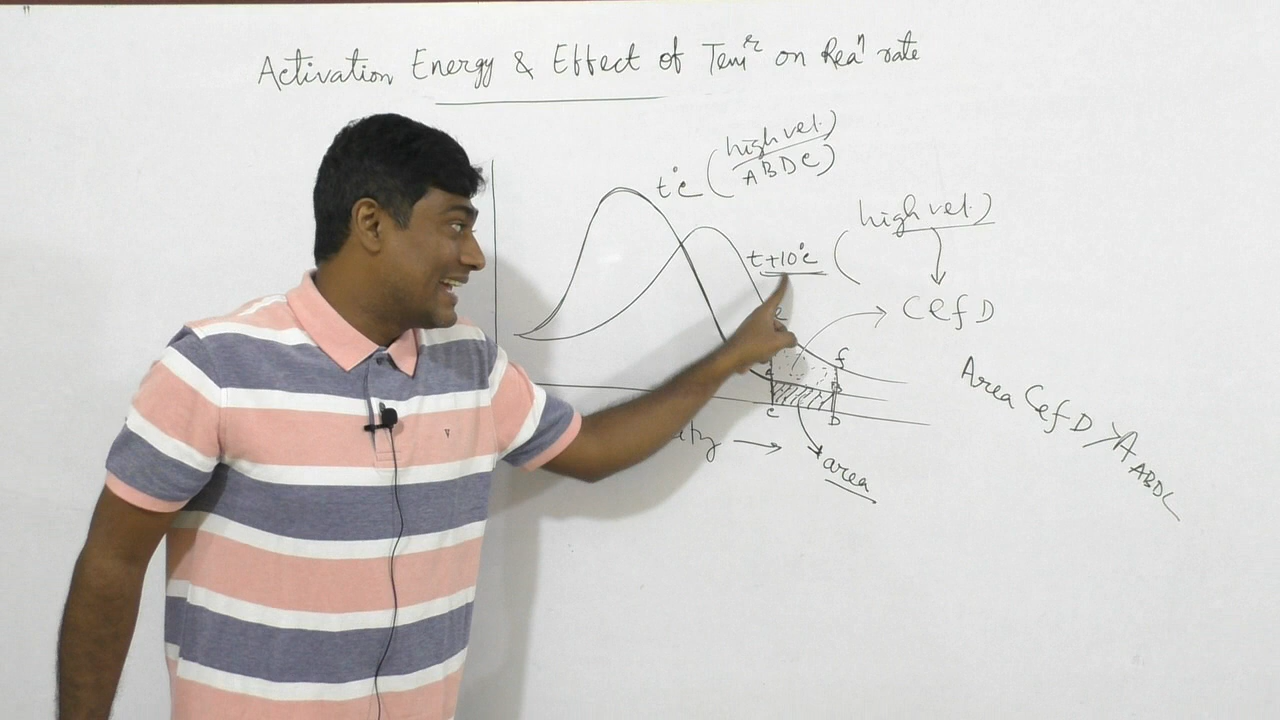 Activation Energy & Effect of Temʳ on Reaⁿ rate
t°c (high vel.)
ABDC)
high vel.)
t+10°c
(
CefD
e
f
A
B
C
D
area
Area CefD > A ABDC
V